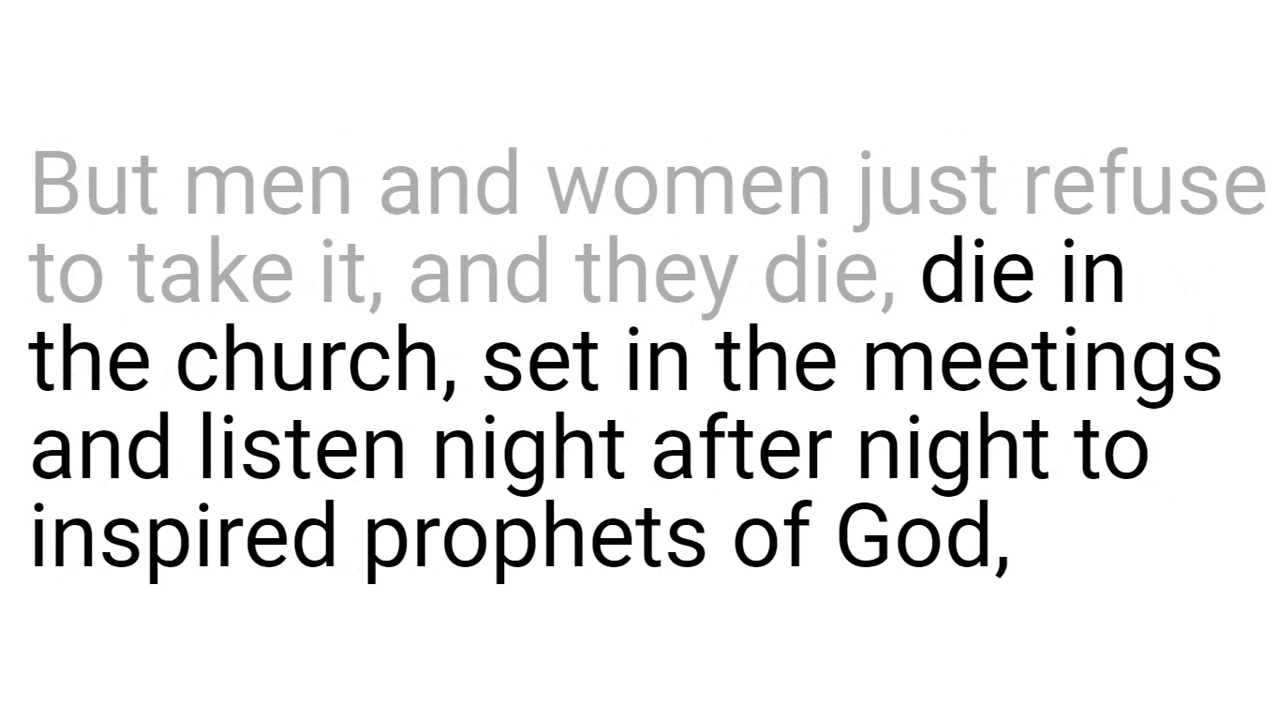 But men and women just refuse
to take it, and they die, die in
the church, set in the meetings
and listen night after night to
inspired prophets of God,